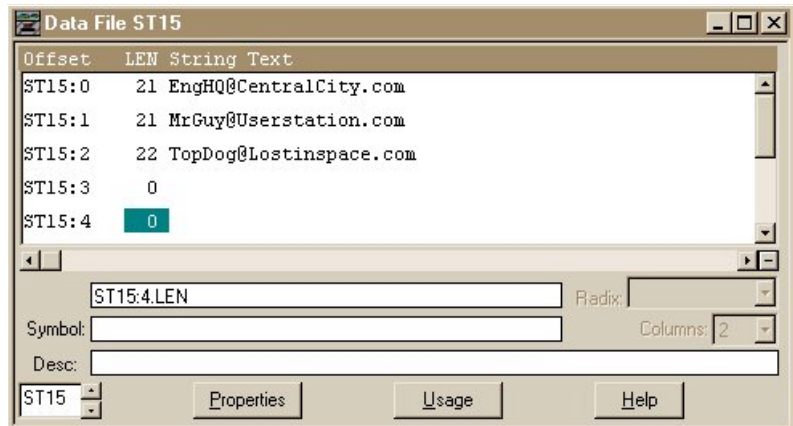 Data File ST15
Offset LEN String Text
ST15:0 21 EngHQ@CentralCity.com
ST15:1 21 MrGuy@Userstation.com
ST15:2 22 TopDog@Lostinspace.com
ST15:3 0
ST15:4 0
ST15:4.LEN Radix:
Symbol: Columns: 2
Desc:
ST15 Properties Usage Help